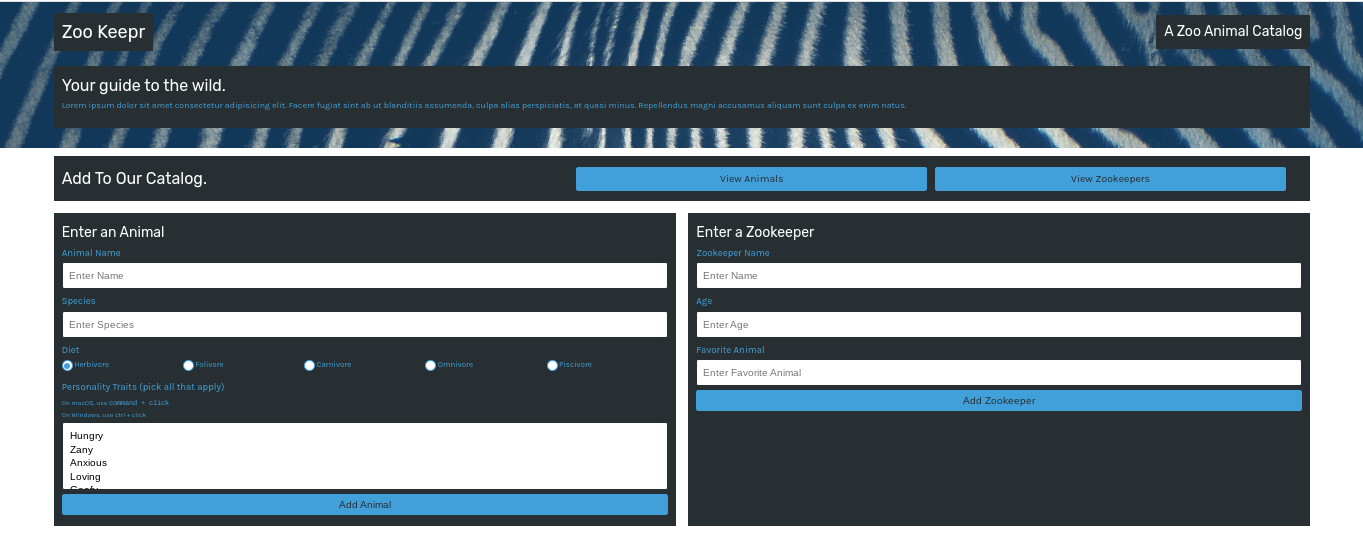 Zoo Keepr
A Zoo Animal Catalog
Your guide to the wild.
Lorem ipsum dolor sit amet consectetur adipisicing elit. Facere fugiat sint ab ut blanditiis assumenda, culpa alias perspiciatis, at quasi minus. Repellendus magni accusamus aliquam sunt culpa ex enim natus.
Add To Our Catalog.
View Animals
View Zookeepers
Enter an Animal
Animal Name
Enter Name
Species
Enter Species
Diet
Herbivore
Folivore
Carnivore
Omnivore
Piscivore
Personality Traits (pick all that apply)
On macOS, use command + click
On Windows, use ctrl + click
Hungry
Zany
Anxious
Loving
Goofy
Add Animal
Enter a Zookeeper
Zookeeper Name
Enter Name
Age
Enter Age
Favorite Animal
Enter Favorite Animal
Add Zookeeper